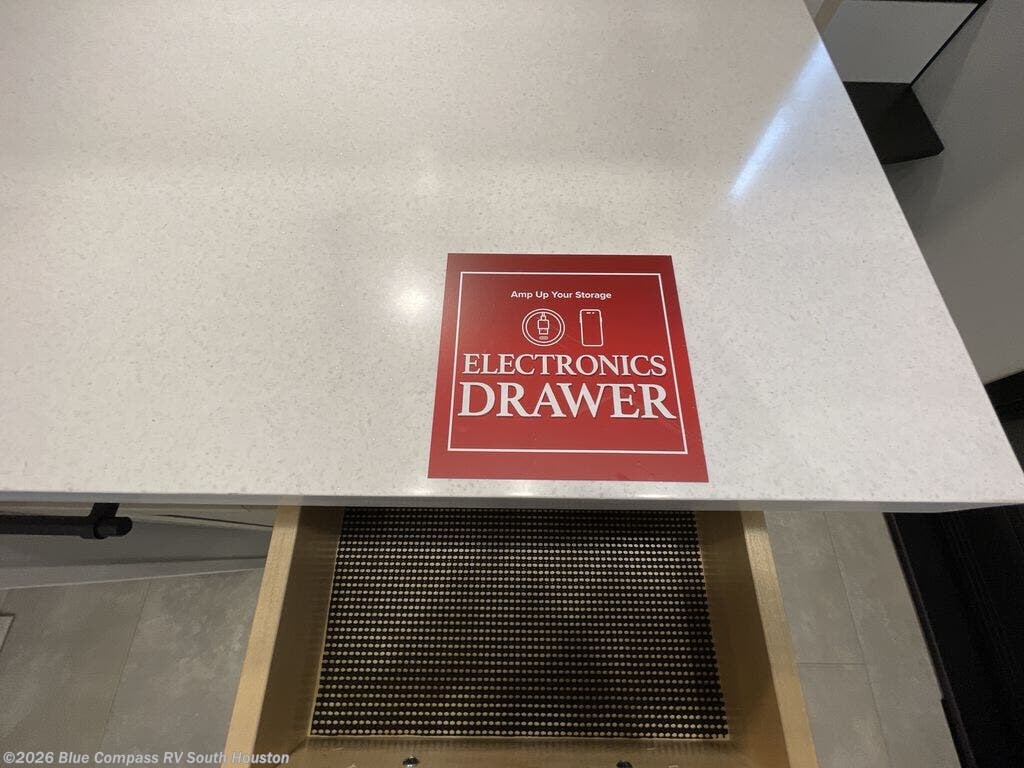 Amp Up Your Storage
ELECTRONICS
DRAWER
©2026 Blue Compass RV South Houston